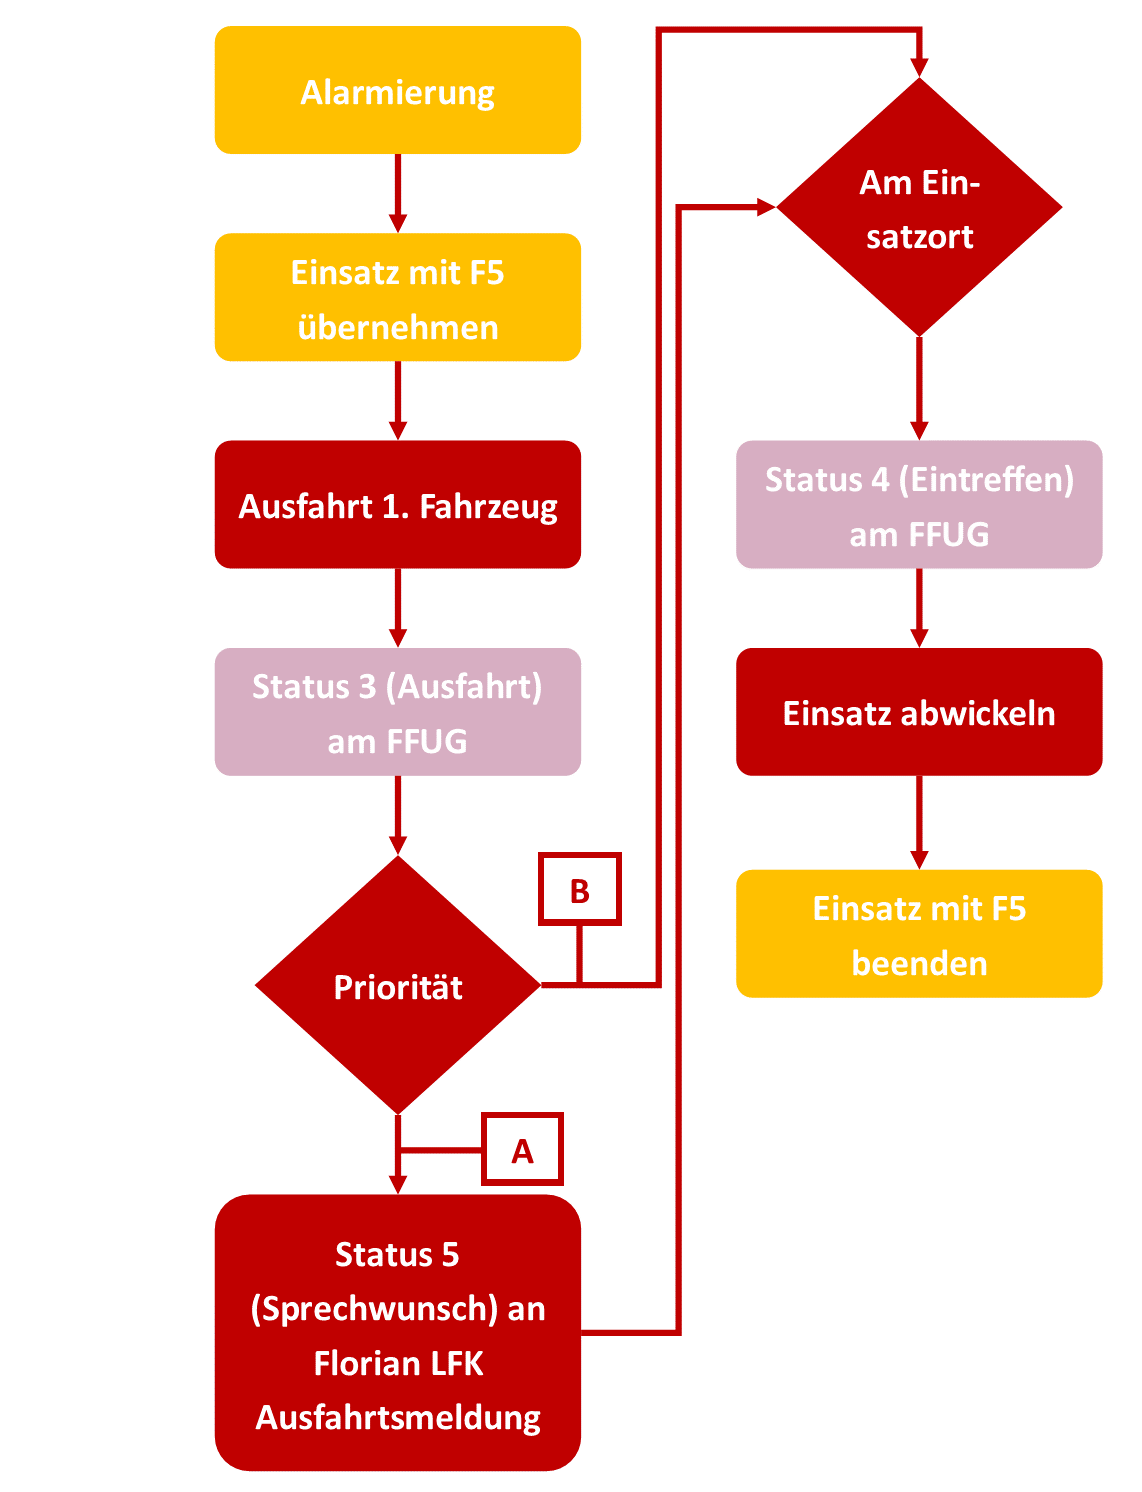 Alarmierung
Einsatz mit F5
übernehmen
Ausfahrt 1. Fahrzeug
Status 3 (Ausfahrt)
am FFUG
B
Priorität
A
Status 5
(Sprechwunsch) an
Florian LFK
Ausfahrtsmeldung
Am Ein-
satzort
Status 4 (Eintreffen)
am FFUG
Einsatz abwickeln
Einsatz mit F5
beenden